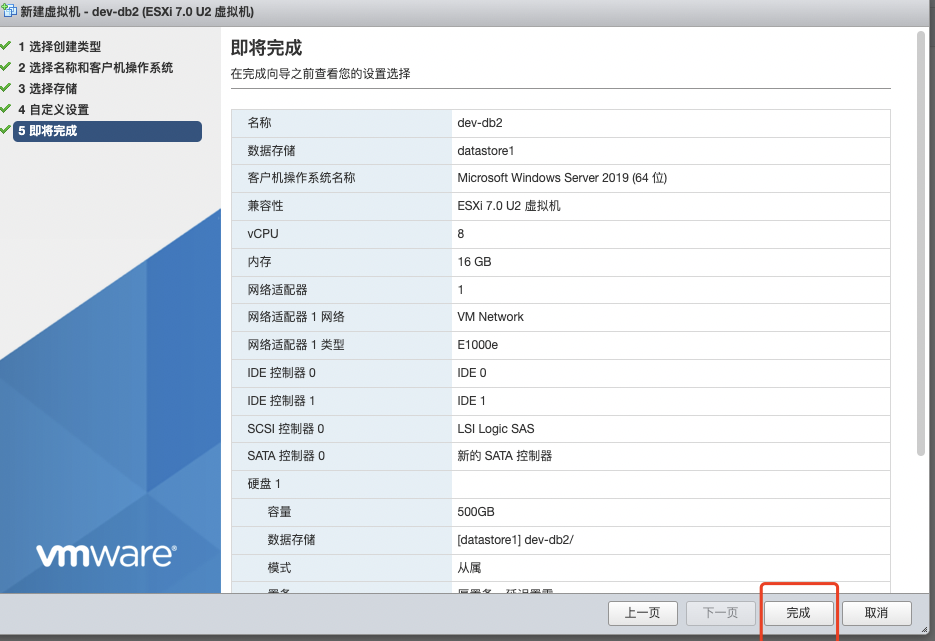 新建虚拟机 - dev-db2 (ESXi 7.0 U2 虚拟机)
1 选择创建类型
2 选择名称和客户机操作系统
3 选择存储
4 自定义设置
5 即将完成
即将完成
在完成向导之前查看您的设置选择
名称 dev-db2
数据存储 datastore1
客户机操作系统名称 Microsoft Windows Server 2019 (64 位)
兼容性 ESXi 7.0 U2 虚拟机
vCPU 8
内存 16 GB
网络适配器 1
网络适配器 1 网络 VM Network
网络适配器 1 类型 E1000e
IDE 控制器 0 IDE 0
IDE 控制器 1 IDE 1
SCSI 控制器 0 LSI Logic SAS
SATA 控制器 0 新的 SATA 控制器
硬盘 1
容量 500GB
数据存储 [datastore1] dev-db2/
模式 从属
vmware®
上一页 下一页 完成 取消